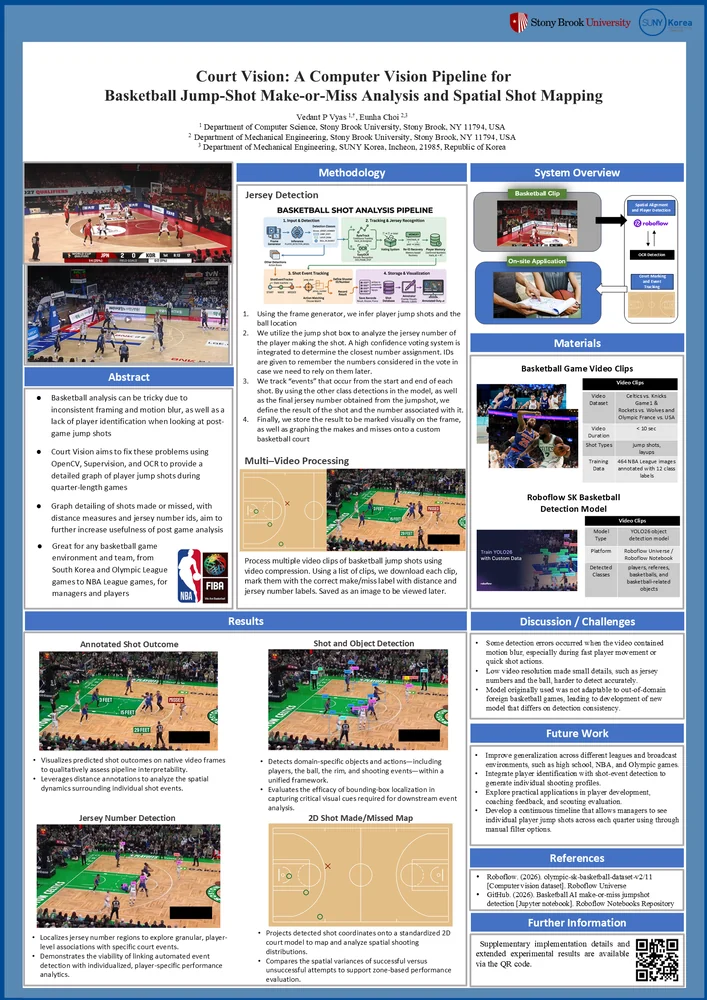 Stony Brook University
SUNY Korea
Court Vision: A Computer Vision Pipeline for
Basketball Jump-Shot Make-or-Miss Analysis and Spatial Shot Mapping
Vedant P Vyas 1,†, Eunha Choi 2,3
1 Department of Computer Science, Stony Brook University, Stony Brook, NY 11794, USA
2 Department of Mechanical Engineering, Stony Brook University, Stony Brook, NY 11794, USA
3 Department of Mechanical Engineering, SUNY Korea, Incheon, 21985, Republic of Korea
JPN 2 0 KOR
Abstract
● Basketball analysis can be tricky due to
inconsistent framing and motion blur, as well as a
lack of player identification when looking at post-
game jump shots
● Court Vision aims to fix these problems using
OpenCV, Supervision, and OCR to provide a
detailed graph of player jump shots during
quarter-length games
● Graph detailing of shots made or missed, with
distance measures and jersey number ids, aim to
further increase usefulness of post game analysis
● Great for any basketball game
environment and team, from
South Korea and Olympic League
games to NBA League games, for
managers and players
NBA
FIBA
Methodology
Jersey Detection
BASKETBALL SHOT ANALYSIS PIPELINE
1. Input & Detection
2. Tracking & Jersey Recognition
3. Shot Event Tracking
4. Storage & Visualization
1. Using the frame generator, we infer player jump shots and the
ball location
2. We utilize the jump shot box to analyze the jersey number of
the player making the shot. A high confidence voting system is
integrated to determine the closest number assignment. IDs
are given to remember the numbers considered in the vote in
case we need to rely on them later.
3. We track “events” that occur from the start and end of each
shot. By using the other class detections in the model, as well
as the final jersey number obtained from the jumpshot, we
define the result of the shot and the number associated with it.
4. Finally, we store the result to be marked visually on the frame,
as well as graphing the makes and misses onto a custom
basketball court
Multi–Video Processing
Process multiple video clips of basketball jump shots using
video compression. Using a list of clips, we download each clip,
mark them with the correct make/miss label with distance and
jersey number labels. Saved as an image to be viewed later.
System Overview
Basketball Clip
Spatial Alignment
and Player Detection
roboflow
OCR Detection
On-site Application
Court Masking
and Event
Tracking
Materials
Basketball Game Video Clips
Video Clips
Video Dataset
Celtics vs. Knicks
Game1 &
Rockets vs. Wolves and
Olympic France vs. USA
Video Duration
< 10 sec
Shot Types
jump shots,
layups
Training Data
464 NBA League images
annotated with 12 class
labels
Roboflow SK Basketball
Detection Model
Train YOLO26
with Custom Data
Video Clips
Model Type
YOLO26 object
detection model
Platform
Roboflow Universe /
Roboflow Notebook
Detected Classes
players, referees,
basketballs, and
basketball-related
objects
Results
Annotated Shot Outcome
3 FEET
15 FEET
29 FEET
MISSED
• Visualizes predicted shot outcomes on native video frames
to qualitatively assess pipeline interpretability.
• Leverages distance annotations to analyze the spatial
dynamics surrounding individual shot events.
Shot and Object Detection
• Detects domain-specific objects and actions—including
players, the ball, the rim, and shooting events—within a
unified framework.
• Evaluates the efficacy of bounding-box localization in
capturing critical visual cues required for downstream event
analysis.
Jersey Number Detection
• Localizes jersey number regions to explore granular, player-
level associations with specific court events.
• Demonstrates the viability of linking automated event
detection with individualized, player-specific performance
analytics.
2D Shot Made/Missed Map
• Projects detected shot coordinates onto a standardized 2D
court model to map and analyze spatial shooting
distributions.
• Compares the spatial variances of successful versus
unsuccessful attempts to support zone-based performance
evaluation.
Discussion / Challenges
• Some detection errors occurred when the video contained
motion blur, especially during fast player movement or
quick shot actions.
• Low video resolution made small details, such as jersey
numbers and the ball, harder to detect accurately.
• Model originally used was not adaptable to out-of-domain
foreign basketball games, leading to development of new
model that differs on detection consistency.
Future Work
• Improve generalization across different leagues and broadcast
environments, such as high school, NBA, and Olympic games.
• Integrate player identification with shot-event detection to
generate individual shooting profiles.
• Explore practical applications in player development,
coaching feedback, and scouting evaluation.
• Develop a continuous timeline that allows managers to see
individual player jump shots across each quarter using through
manual filter options.
References
• Roboflow. (2026). olympic-sk-basketball-dataset-v2/11
[Computer vision dataset]. Roboflow Universe
• GitHub. (2026). Basketball AI make-or-miss jumpshot
detection [Jupyter notebook]. Roboflow Notebooks Repository
Further Information
Supplementary implementation details and
extended experimental results are available
via the QR code.